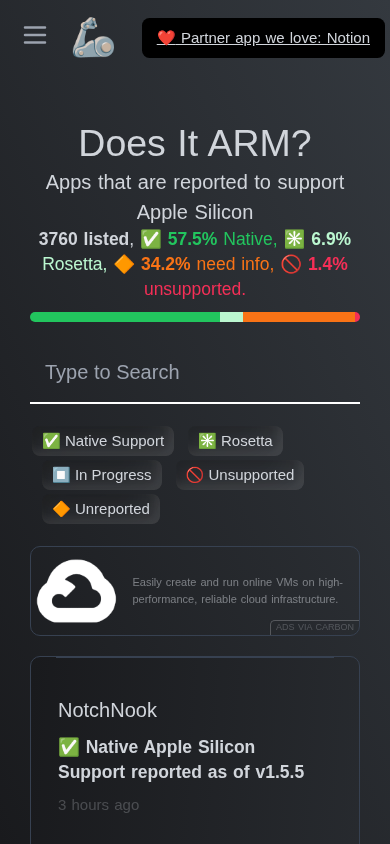 ❤️ Partner app we love: Notion
Does It ARM?
Apps that are reported to support
Apple Silicon
3760 listed, ✅ 57.5% Native, ✳️ 6.9%
Rosetta, 🔶 34.2% need info, 🚫 1.4%
unsupported.
Type to Search
✅ Native Support ✳️ Rosetta
⏹️ In Progress 🚫 Unsupported
🔶 Unreported
Easily create and run online VMs on high-
performance, reliable cloud infrastructure.
ADS VIA CARBON
NotchNook
✅ Native Apple Silicon
Support reported as of v1.5.5
3 hours ago